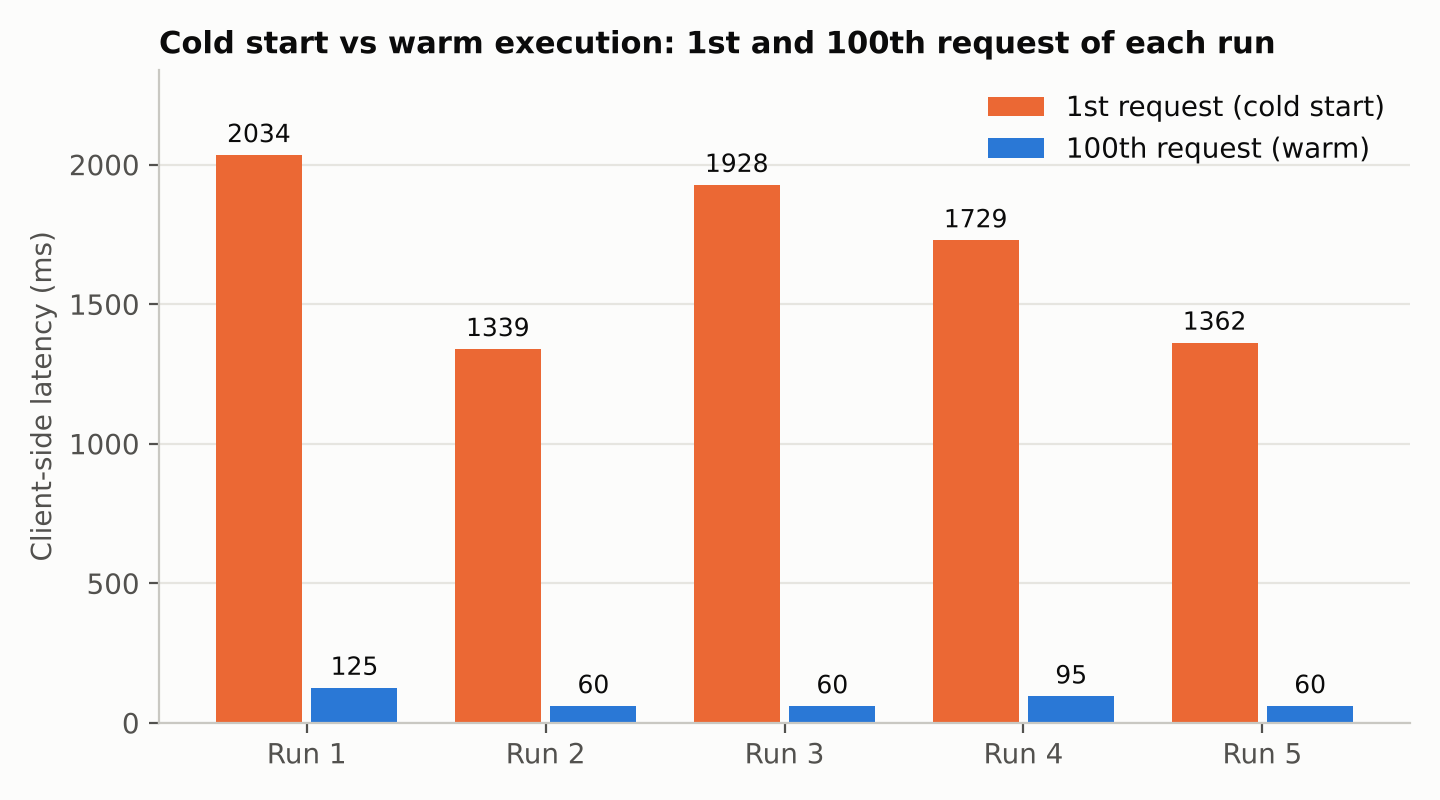 Cold start vs warm execution: 1st and 100th request of each run
1st request (cold start)
100th request (warm)
Client-side latency (ms)
2000
1500
1000
500
0
2034
125
1339
60
1928
60
1729
95
1362
60
Run 1
Run 2
Run 3
Run 4
Run 5